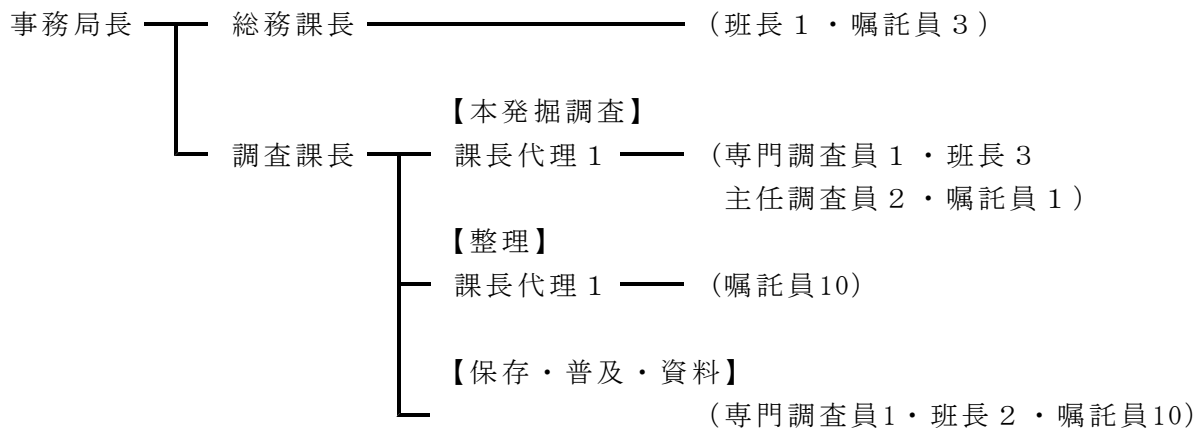 事務局長 総務課長 (班長１・嘱託員３)
【本発掘調査】
調査課長 課長代理１ (専門調査員１・班長３
主任調査員２・嘱託員１)
【整理】
課長代理１ (嘱託員10)
【保存・普及・資料】
(専門調査員1・班長２・嘱託員10)